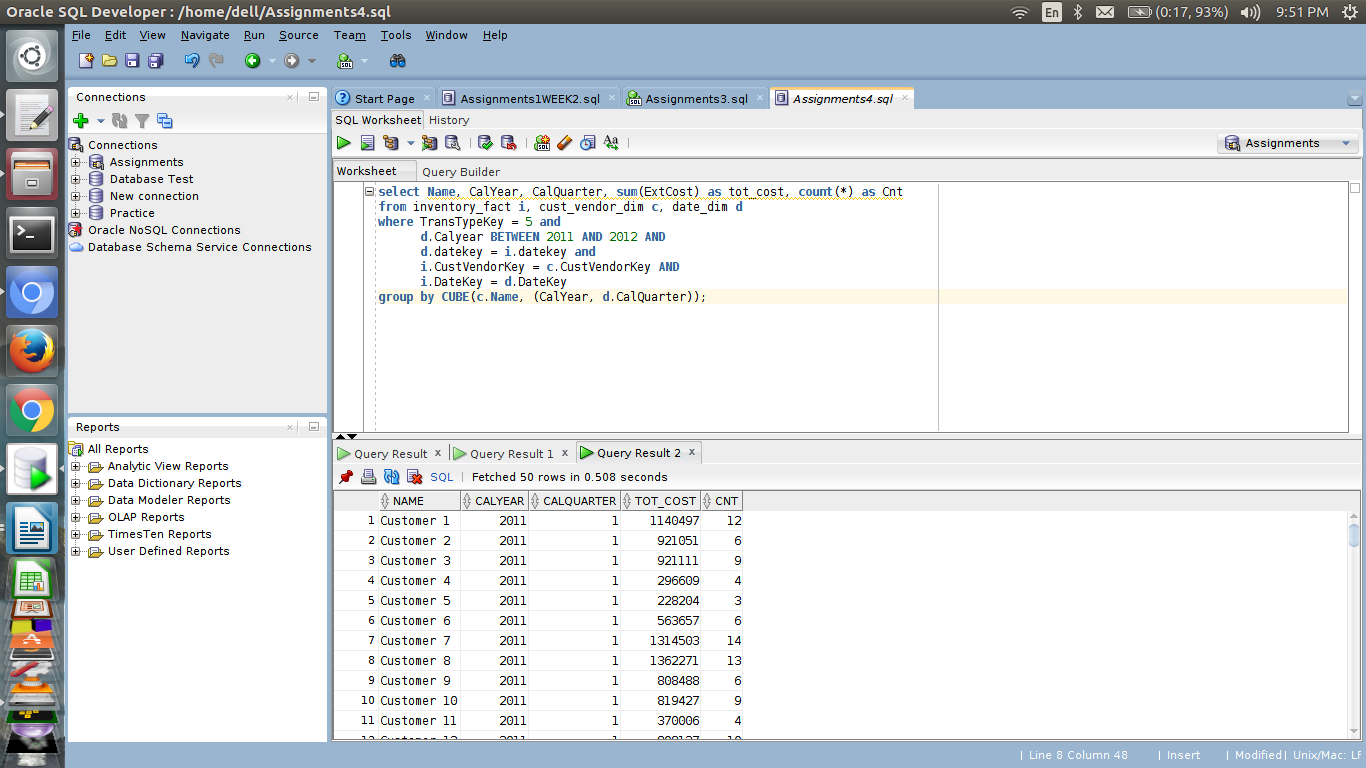 Oracle SQL Developer : /home/dell/Assignments4.sql
En
(0:17, 93%)
9:51 PM
File Edit View Navigate Run Source Team Tools Window Help
Connections
Connections
Assignments
Database Test
New connection
Practice
Oracle NoSQL Connections
Database Schema Service Connections
Reports
All Reports
Analytic View Reports
Data Dictionary Reports
Data Modeler Reports
OLAP Reports
TimesTen Reports
User Defined Reports
Start Page Assignments1WEEK2.sql Assignments3.sql Assignments4.sql
SQL Worksheet History
Assignments
Worksheet Query Builder
select Name, CalYear, CalQuarter, sum(ExtCost) as tot_cost, count(*) as Cnt
from inventory_fact i, cust_vendor_dim c, date_dim d
where TransTypeKey = 5 and
d.Calyear BETWEEN 2011 AND 2012 AND
d.datekey = i.datekey and
i.CustVendorKey = c.CustVendorKey AND
i.DateKey = d.DateKey
group by CUBE(c.Name, (CalYear, d.CalQuarter));
Query Result Query Result 1 Query Result 2
SQL Fetched 50 rows in 0.508 seconds
NAME CALYEAR CALQUARTER TOT_COST CNT
1 Customer 1 2011 1 1140497 12
2 Customer 2 2011 1 921051 6
3 Customer 3 2011 1 921111 9
4 Customer 4 2011 1 296609 4
5 Customer 5 2011 1 228204 3
6 Customer 6 2011 1 563657 6
7 Customer 7 2011 1 1314503 14
8 Customer 8 2011 1 1362271 13
9 Customer 9 2011 1 808488 6
10 Customer 10 2011 1 819427 9
11 Customer 11 2011 1 370006 4
Line 8 Column 48 Insert Modified Unix/Mac: LF